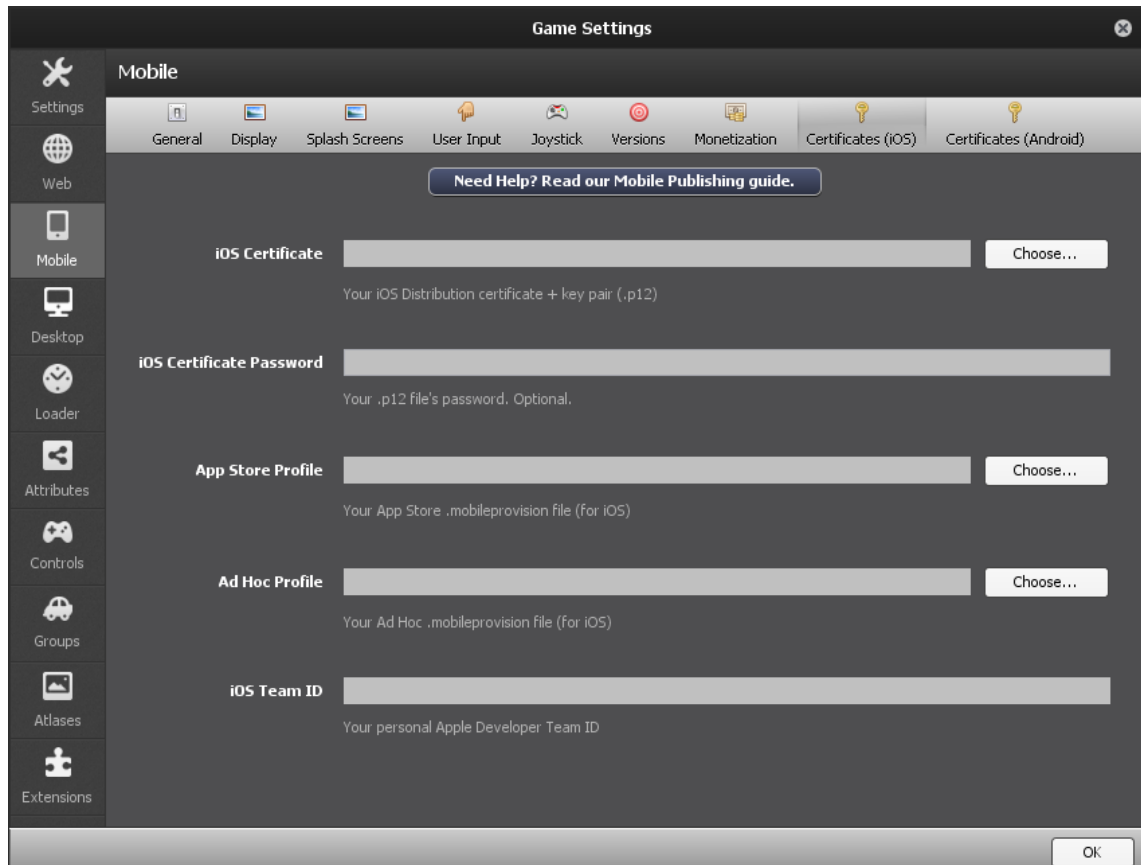 Game Settings
Settings
Web
Mobile
Desktop
Loader
Attributes
Controls
Groups
Atlases
Extensions
Mobile
General
Display
Splash Screens
User Input
Joystick
Versions
Monetization
Certificates (iOS)
Certificates (Android)
Need Help? Read our Mobile Publishing guide.
iOS Certificate
Choose...
Your iOS Distribution certificate + key pair (.p12)
iOS Certificate Password
Your .p12 file's password. Optional.
App Store Profile
Choose...
Your App Store .mobileprovision file (for iOS)
Ad Hoc Profile
Choose...
Your Ad Hoc .mobileprovision file (for iOS)
iOS Team ID
Your personal Apple Developer Team ID
OK